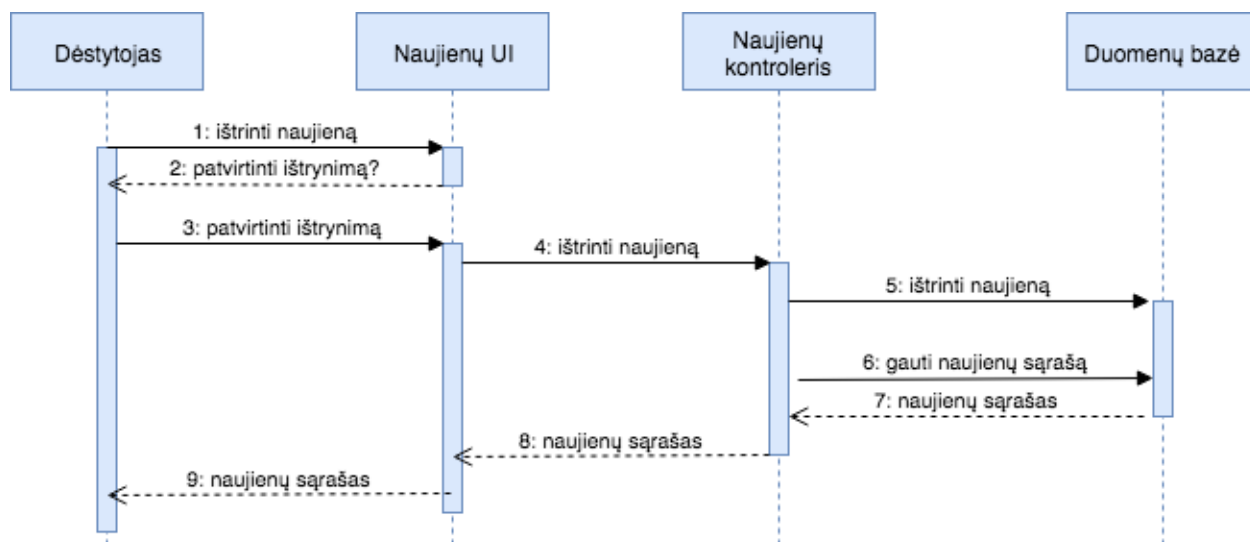 Dėstytojas
Naujienų UI
Naujienų
kontroleris
Duomenų bazė
1: ištrinti naujieną
2: patvirtinti ištrynimą?
3: patvirtinti ištrynimą
4: ištrinti naujieną
5: ištrinti naujieną
6: gauti naujienų sąrašą
7: naujienų sąrašas
8: naujienų sąrašas
9: naujienų sąrašas